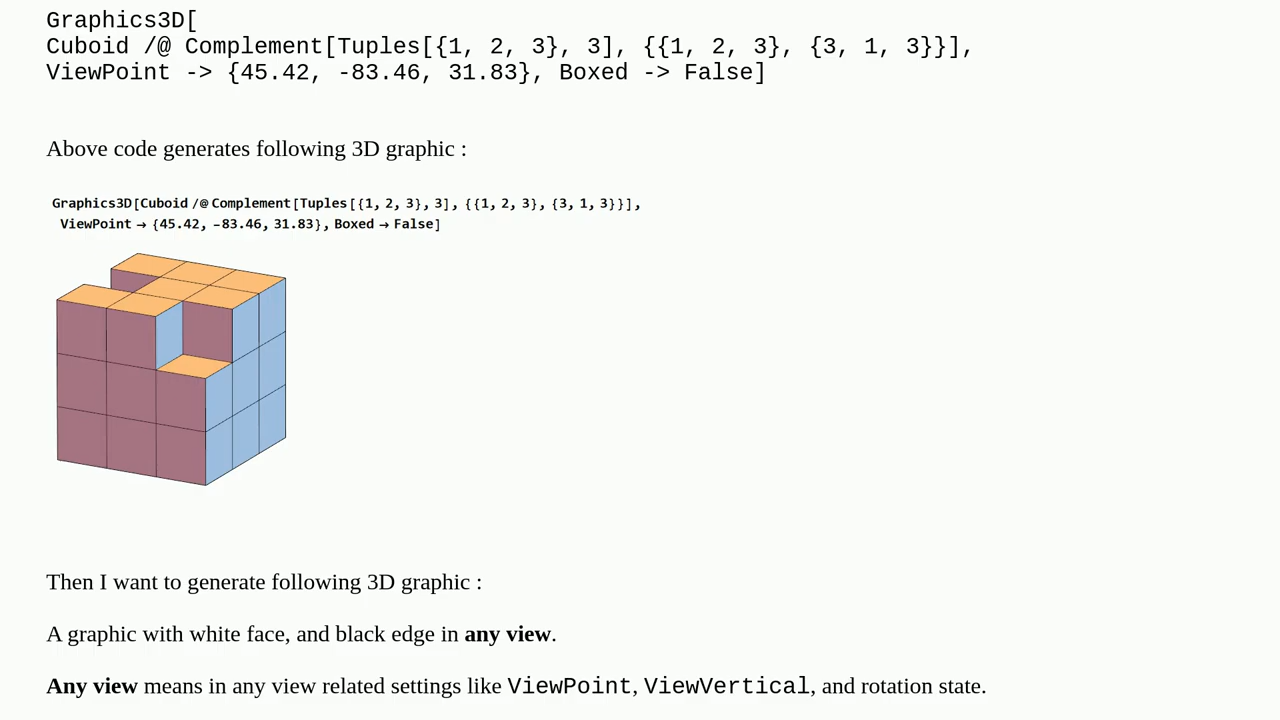 Graphics3D[
Cuboid /@ Complement[Tuples[{1, 2, 3}, 3], {{1, 2, 3}, {3, 1, 3}}],
ViewPoint -> {45.42, -83.46, 31.83}, Boxed -> False]
Above code generates following 3D graphic :
Graphics3D[Cuboid /@ Complement[Tuples[{1, 2, 3}, 3], {{1, 2, 3}, {3, 1, 3}}],
ViewPoint → {45.42, -83.46, 31.83}, Boxed → False]
Then I want to generate following 3D graphic :
A graphic with white face, and black edge in any view.
Any view means in any view related settings like ViewPoint, ViewVertical, and rotation state.